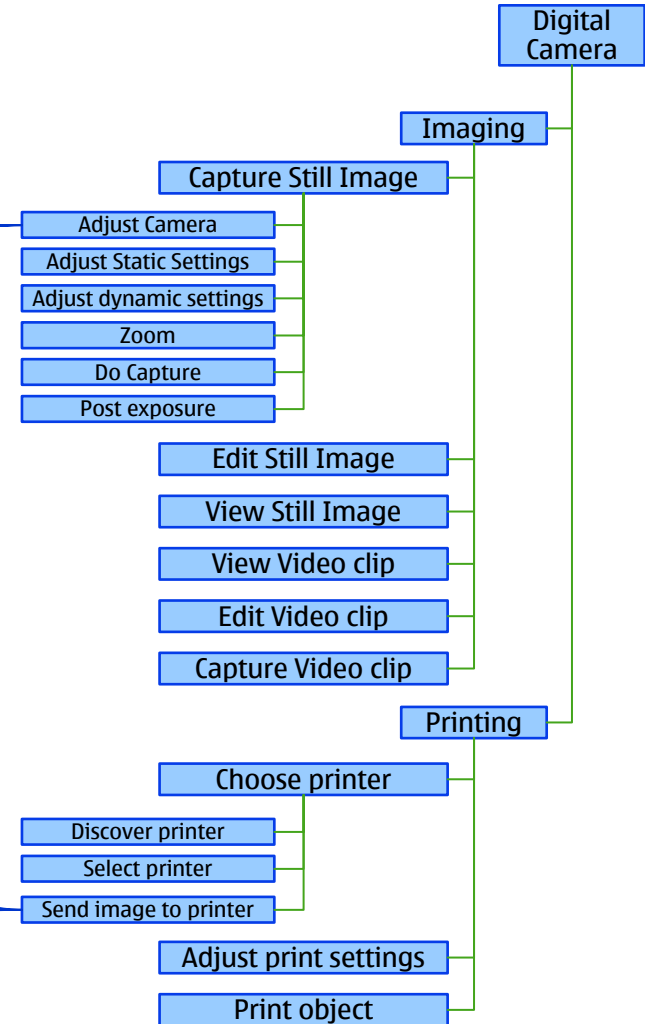 Digital
Camera
Imaging
Capture Still Image
Adjust Camera
Adjust Static Settings
Adjust dynamic settings
Zoom
Do Capture
Post exposure
Edit Still Image
View Still Image
View Video clip
Edit Video clip
Capture Video clip
Printing
Choose printer
Discover printer
Select printer
Send image to printer
Adjust print settings
Print object